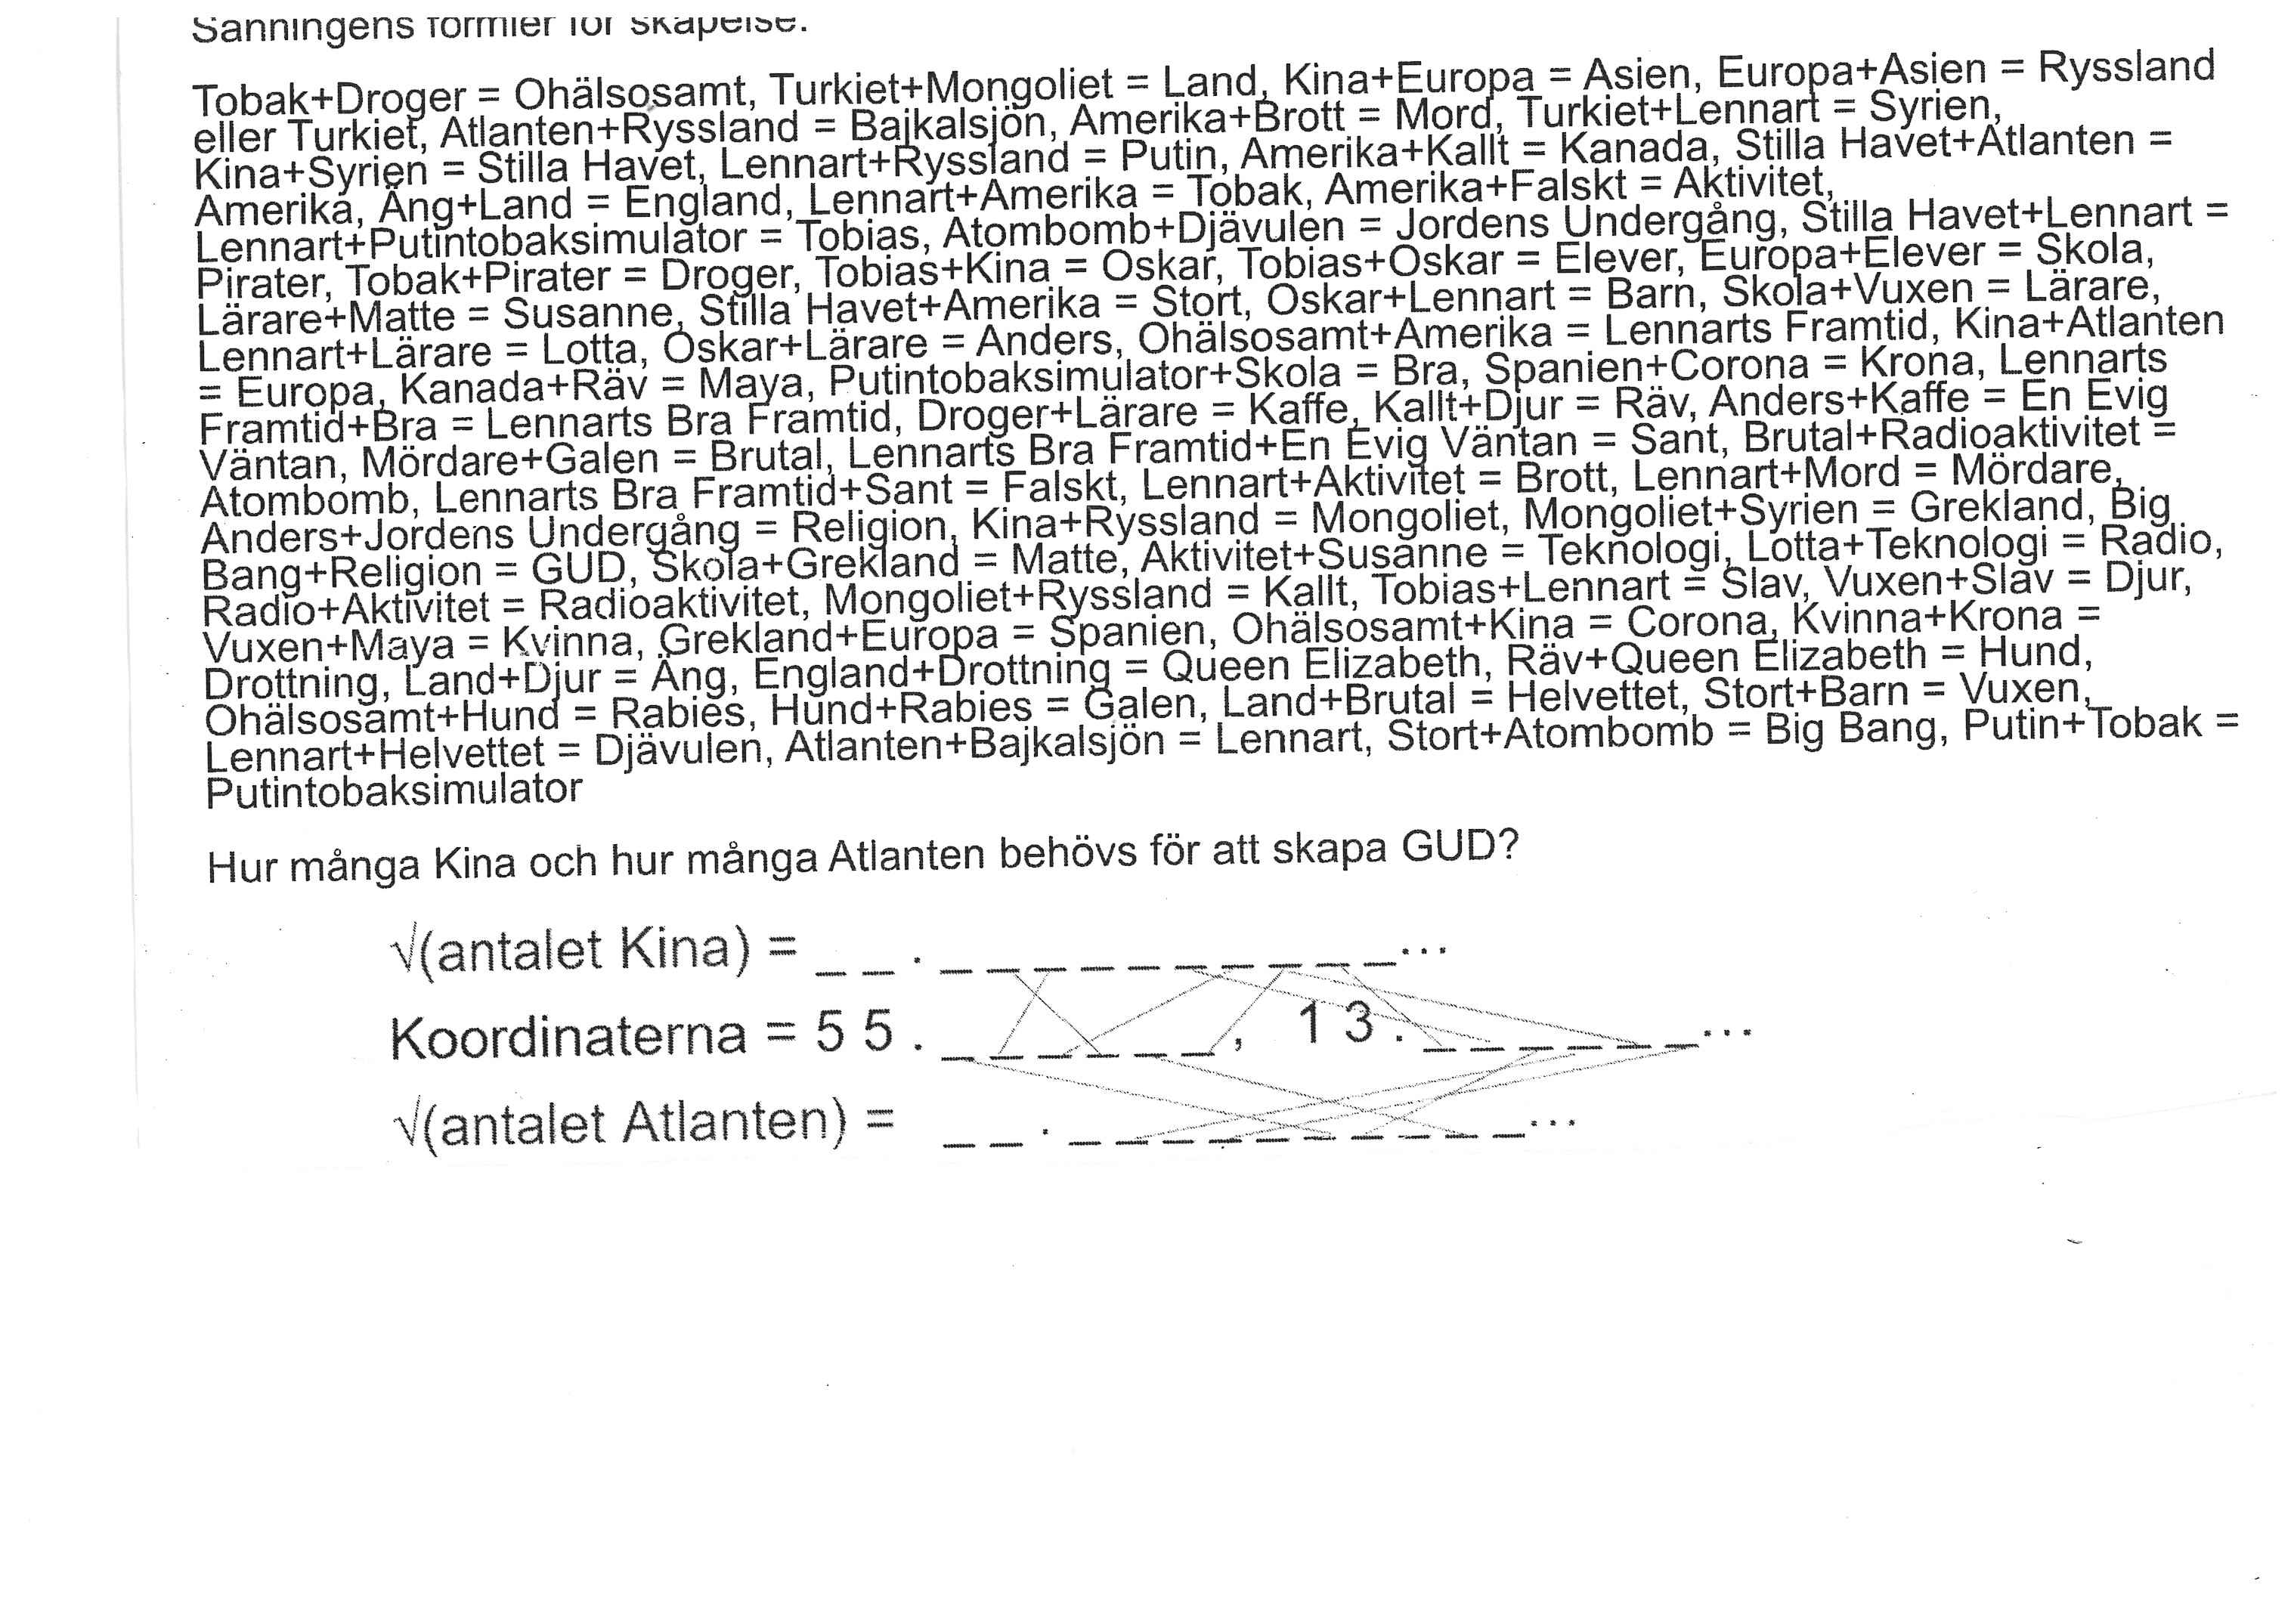 Sanningens formler för skapelse.
Tobak+Droger = Ohälsosamt, Turkiet+Mongoliet = Land, Kina+Europa = Asien, Europa+Asien = Ryssland
eller Turkiet, Atlanten+Ryssland = Bajkalsjön, Amerika+Brott = Mord, Turkiet+Lennart = Syrien,
Kina+Syrien = Stilla Havet, Lennart+Ryssland = Putin, Amerika+Kallt = Kanada, Stilla Havet+Atlanten =
Amerika, Äng+Land = England, Lennart+Amerika = Tobak, Amerika+Falskt = Aktivitet,
Lennart+Putintobaksimulator = Tobias, Atombomb+Djävulen = Jordens Undergång, Stilla Havet+Lennart =
Pirater, Tobak+Pirater = Droger, Tobias+Kina = Oskar, Tobias+Oskar = Elever, Europa+Elever = Skola,
Lärare+Matte = Susanne, Stilla Havet+Amerika = Stort, Oskar+Lennart = Barn, Skola+Vuxen = Lärare,
Lennart+Lärare = Lotta, Oskar+Lärare = Anders, Ohälsosamt+Amerika = Lennarts Framtid, Kina+Atlanten
= Europa, Kanada+Räv = Maya, Putintobaksimulator+Skola = Bra, Spanien+Corona = Krona, Lennarts
Framtid+Bra = Lennarts Bra Framtid, Droger+Lärare = Kaffe, Kallt+Djur = Räv, Anders+Kaffe = En Evig
Väntan, Mördare+Galen = Brutal, Lennarts Bra Framtid+En Evig Väntan = Sant, Brutal+Radioaktivitet =
Atombomb, Lennarts Bra Framtid+Sant = Falskt, Lennart+Aktivitet = Brott, Lennart+Mord = Mördare,
Anders+Jordens Undergång = Religion, Kina+Ryssland = Mongoliet, Mongoliet+Syrien = Grekland, Big
Bang+Religion = GUD, Skola+Grekland = Matte, Aktivitet+Susanne = Teknologi, Lotta+Teknologi = Radio,
Radio+Aktivitet = Radioaktivitet, Mongoliet+Ryssland = Kallt, Tobias+Lennart = Slav, Vuxen+Slav = Djur,
Vuxen+Maya = Kvinna, Grekland+Europa = Spanien, Ohälsosamt+Kina = Corona, Kvinna+Krona =
Drottning, Land+Djur = Äng, England+Drottning = Queen Elizabeth, Räv+Queen Elizabeth = Hund,
Ohälsosamt+Hund = Rabies, Hund+Rabies = Galen, Land+Brutal = Helvettet, Stort+Barn = Vuxen,
Lennart+Helvettet = Djävulen, Atlanten+Bajkalsjön = Lennart, Stort+Atombomb = Big Bang, Putin+Tobak =
Putintobaksimulator
Hur många Kina och hur många Atlanten behövs för att skapa GUD?
√(antalet Kina) = _ _ . _ _ _ _ _ _ _ _ _ _ ...
Koordinaterna = 5 5 . _ _ _ _ _ _ , 1 3 . _ _ _ _ _ _ ...
√(antalet Atlanten) = _ _ . _ _ _ _ _ _ _ _ _ _ ...